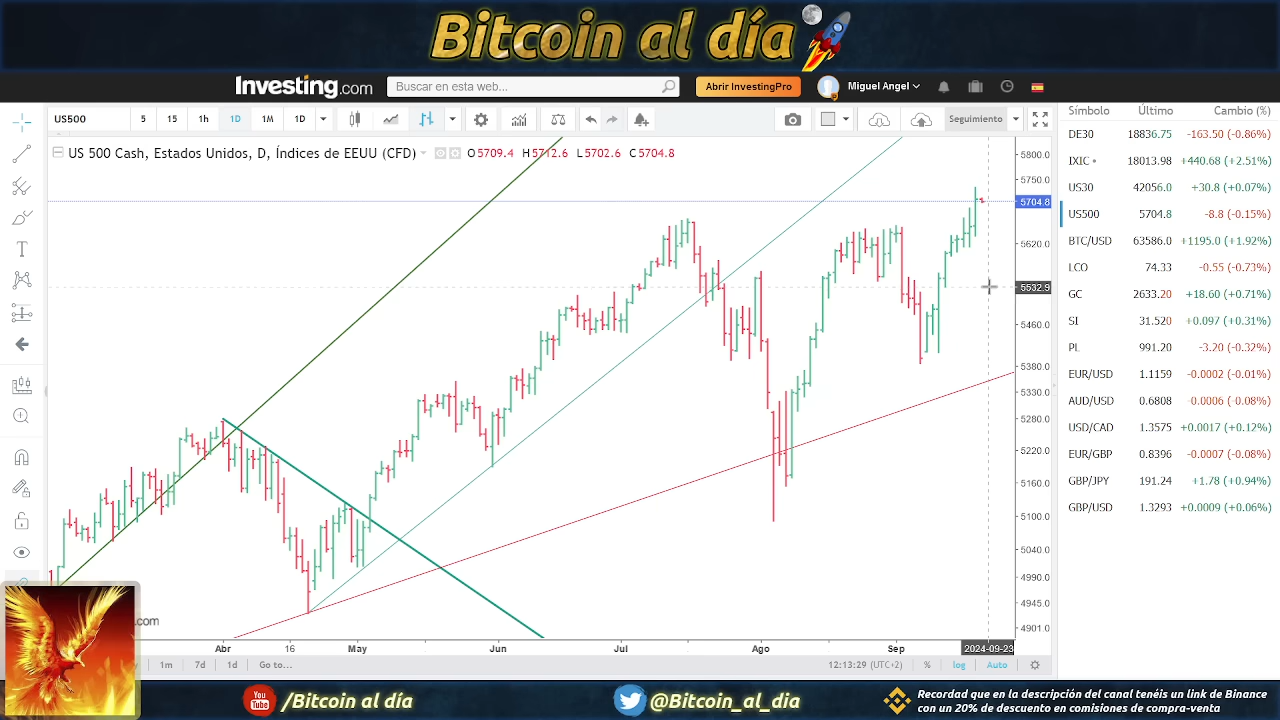 Bitcoin al día
Investing.com
Buscar en esta web...
Abrir InvestingPro
Miguel Angel
US500
5
15
1h
1D
1M
1D
Seguimiento
US 500 Cash, Estados Unidos, D, Índices de EEUU (CFD)
O 5709.4 H 5712.6 L 5702.6 C 5704.8
5800.0
5750.0
5704.8
5620.0
5532.9
5460.0
5380.0
5330.0
5280.0
5220.0
5160.0
5100.0
5040.0
4990.0
4945.0
4901.0
Símbolo Último Cambio (%)
DE30 18836.75 -163.50 (-0.86%)
IXIC 18013.98 +440.68 (+2.51%)
US30 42056.0 +30.8 (+0.07%)
US500 5704.8 -8.8 (-0.15%)
BTC/USD 63586.0 +1195.0 (+1.92%)
LCO 74.33 -0.55 (-0.73%)
GC 2633.20 +18.60 (+0.71%)
SI 31.520 +0.097 (+0.31%)
PL 991.20 -3.20 (-0.32%)
EUR/USD 1.1159 -0.0002 (-0.01%)
AUD/USD 0.6808 -0.0006 (-0.08%)
USD/CAD 1.3575 +0.0017 (+0.12%)
EUR/GBP 0.8396 -0.0007 (-0.08%)
GBP/JPY 191.24 +1.78 (+0.94%)
GBP/USD 1.3293 +0.0009 (+0.06%)
.com
Abr 16 May Jun Jul Ago Sep 2024-09-23
1m 7d 1d Go to...
12:13:29 (UTC+2) % log Auto
You Tube
/Bitcoin al día
@Bitcoin_al_dia
Recordad que en la descripción del canal tenéis un link de Binance
con un 20% de descuento en comisiones de compra-venta